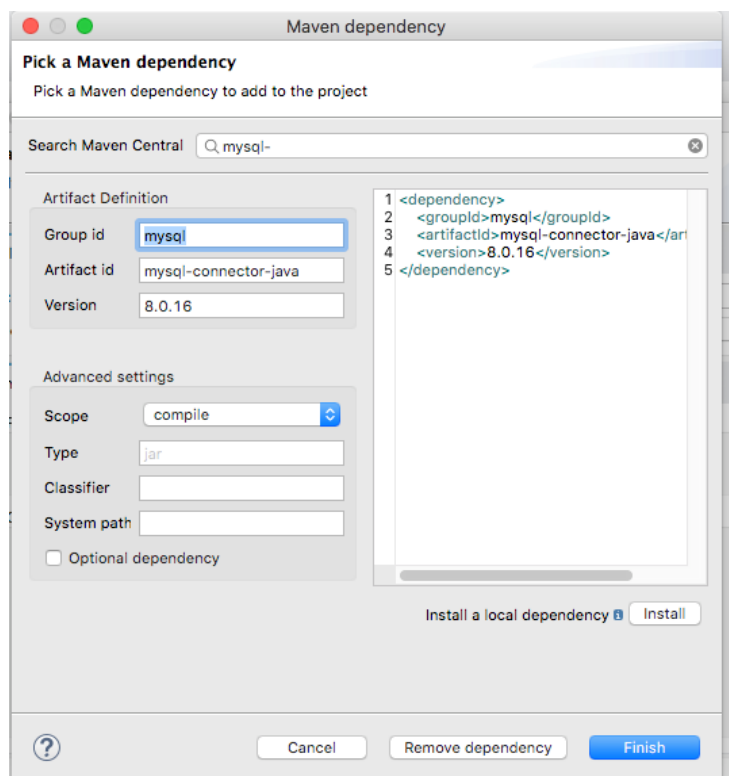 Maven dependency
Pick a Maven dependency
Pick a Maven dependency to add to the project
Search Maven Central mysql-
Artifact Definition
Group id mysql
Artifact id mysql-connector-java
Version 8.0.16
Advanced settings
Scope compile
Type jar
Classifier
System path
Optional dependency
1 <dependency>
2 <groupId>mysql</groupId>
3 <artifactId>mysql-connector-java</art
4 <version>8.0.16</version>
5 </dependency>
Install a local dependency Install
? Cancel Remove dependency Finish